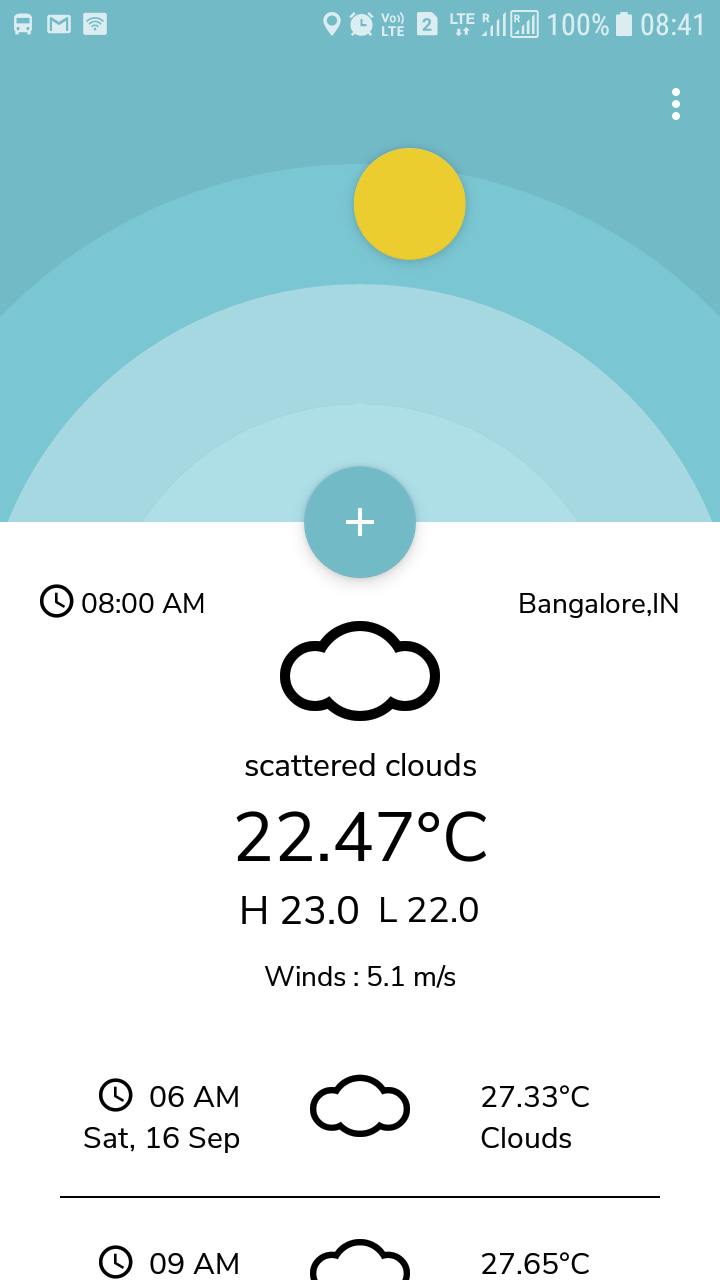 Vo)) LTE 2 LTE R R 100% 08:41
08:00 AM Bangalore,IN
scattered clouds
22.47°C
H 23.0 L 22.0
Winds : 5.1 m/s
06 AM 27.33°C
Sat, 16 Sep Clouds
09 AM 27.65°C